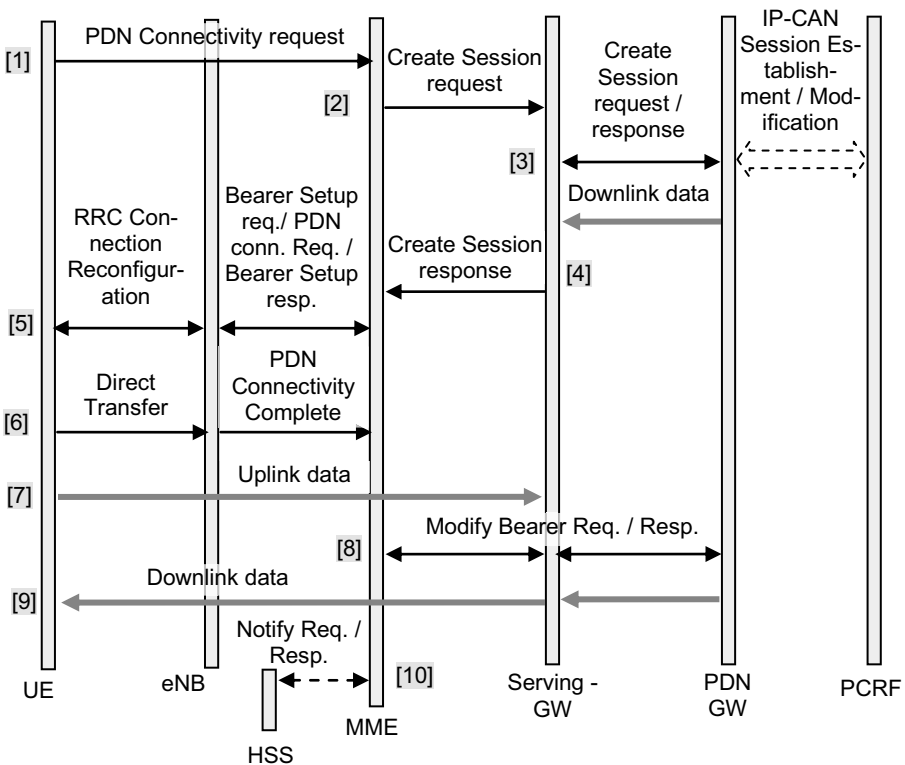 PDN Connectivity request
[1]
Create Session
request
[2]
Create
Session
request /
response
IP-CAN
Session Es-
tablish-
ment / Mod-
ification
[3]
Downlink data
Bearer Setup
req./ PDN
conn. Req. /
Bearer Setup
resp.
RRC Con-
nection
Reconfigur-
ation
Create Session
response
[4]
[5]
PDN
Connectivity
Complete
Direct
Transfer
[6]
Uplink data
[7]
Modify Bearer Req. / Resp.
[8]
Downlink data
[9]
Notify Req. /
Resp.
[10]
UE
eNB
HSS
MME
Serving -
GW
PDN
GW
PCRF